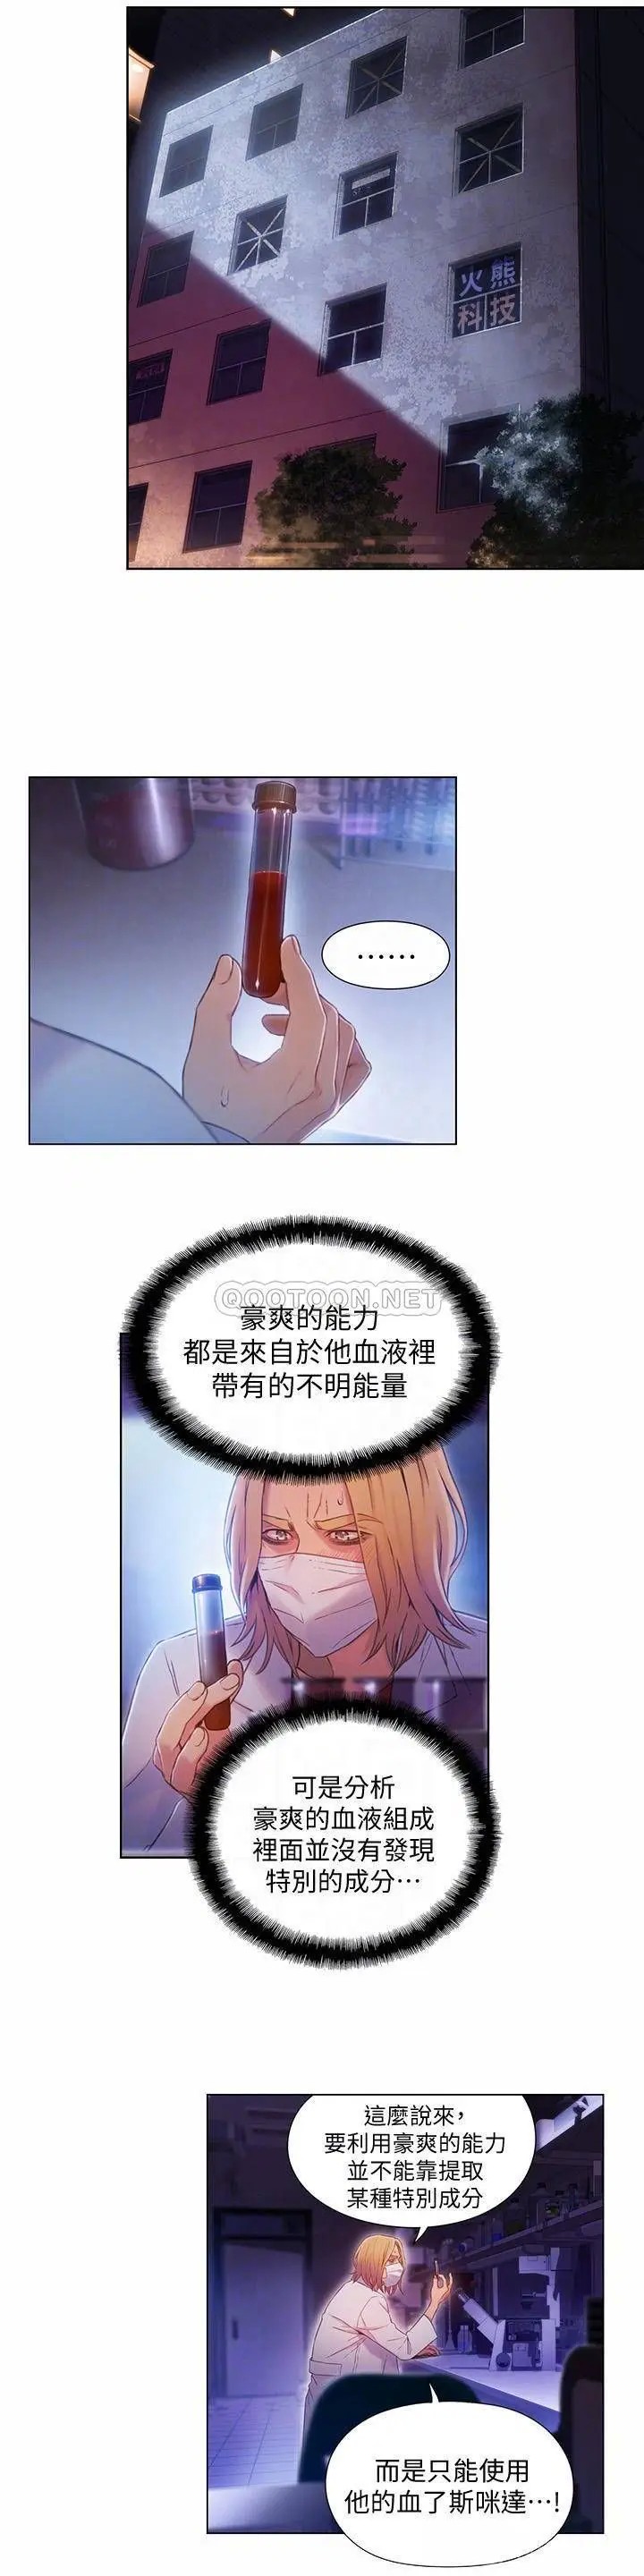 火熊
科技
……
QOOTOON.NET
豪爽的能力
都是來自於他血液裡
帶有的不明能量
可是分析
豪爽的血液組成
裡面並沒有發現
特別的成分…
這麼說來,
要利用豪爽的能力
並不能靠提取
某種特別成分
而是只能使用
他的血了斯咪達…!